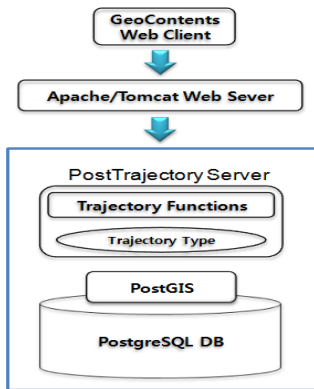 GeoContents
Web Client
Apache/Tomcat Web Sever
PostTrajectory Server
Trajectory Functions
Trajectory Type
PostGIS
PostgreSQL DB